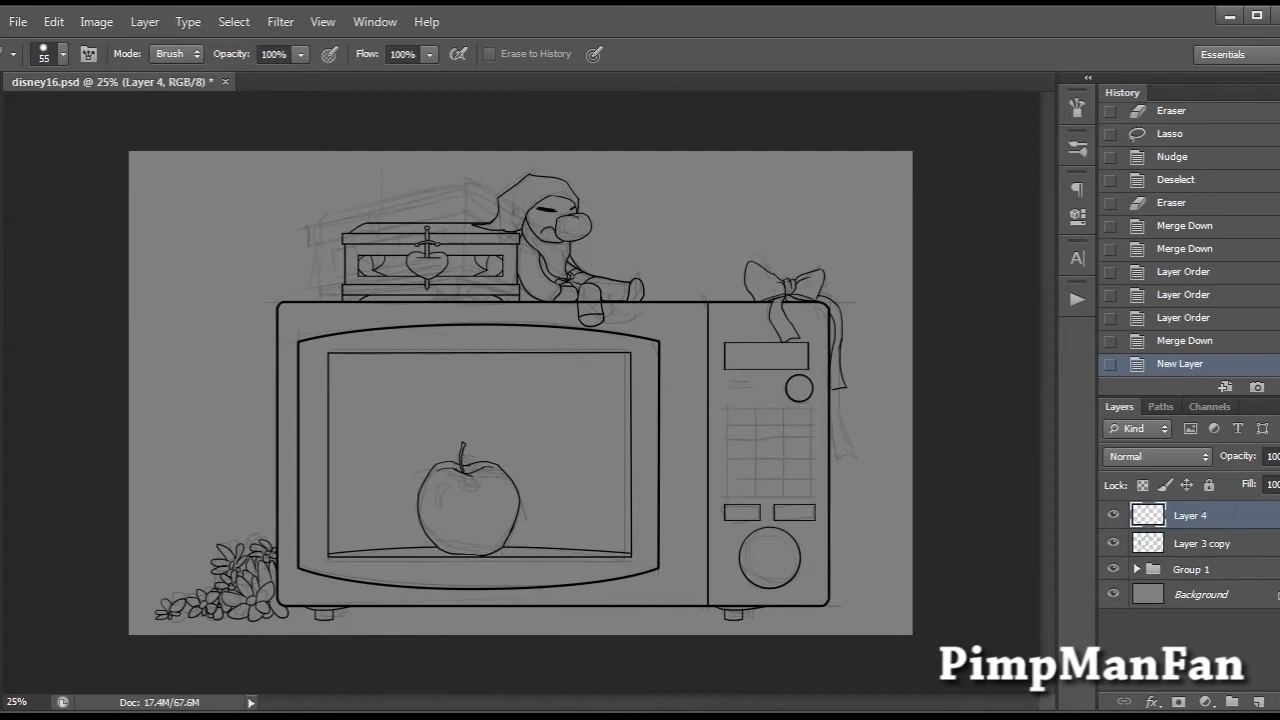 File Edit Image Layer Type Select Filter View Window Help
55 Mode: Brush Opacity: 100% Flow: 100% Erase to History Essentials
disney16.psd @ 25% (Layer 4, RGB/8) * ×
History
Eraser
Lasso
Nudge
Deselect
Eraser
Merge Down
Merge Down
Layer Order
Layer Order
Layer Order
Merge Down
New Layer
Layers Paths Channels
Kind
Normal Opacity: 100
Lock: Fill: 100
Layer 4
Layer 3 copy
Group 1
Background
PimpManFan
25% Doc: 17.4M/67.6M